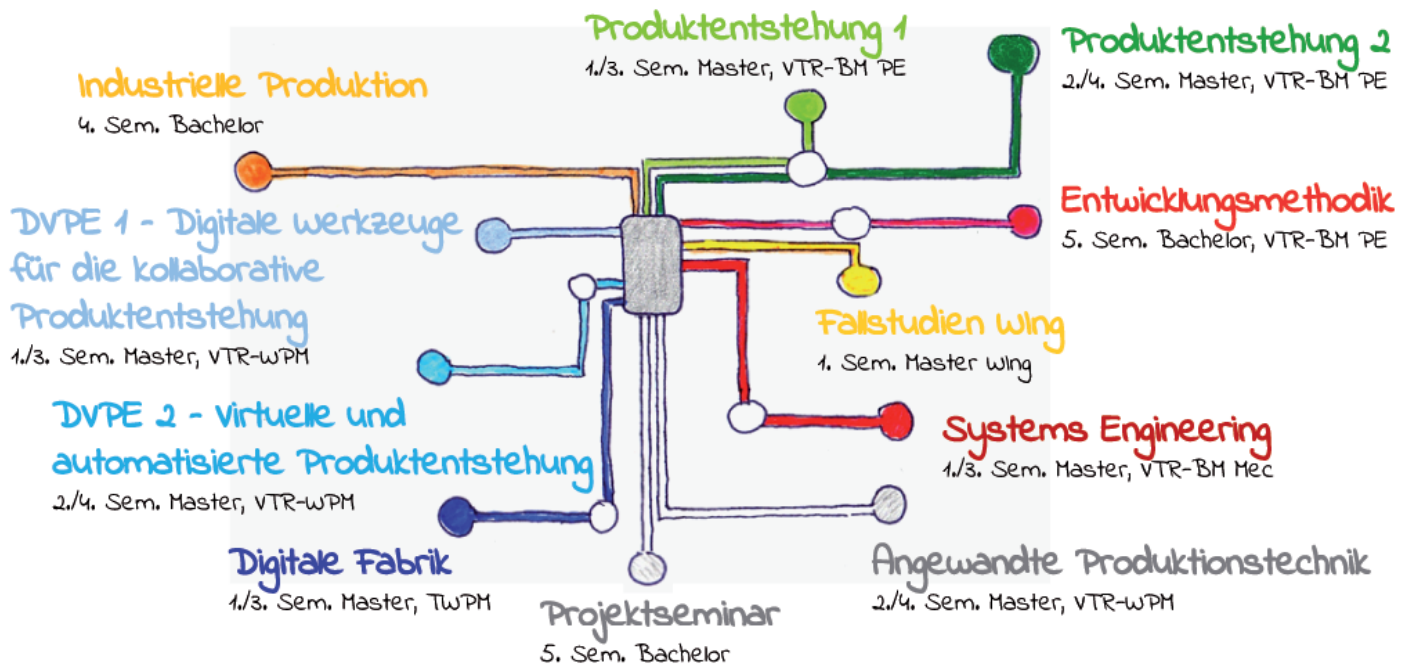 Produktentstehung 1
1./3. Sem. Master, VTR-BM PE
Produktentstehung 2
2./4. Sem. Master, VTR-BM PE
Industrielle Produktion
4. Sem. Bachelor
Entwicklungsmethodik
5. Sem. Bachelor, VTR-BM PE
DVPE 1 - Digitale Werkzeuge
für die kollaborative
Produktentstehung
1./3. Sem. Master, VTR-WPM
Fallstudien WIng
1. Sem. Master WIng
DVPE 2 - Virtuelle und
automatisierte Produktentstehung
2./4. Sem. Master, VTR-WPM
Systems Engineering
1./3. Sem. Master, VTR-BM Mec
Digitale Fabrik
1./3. Sem. Master, TWPM
Angewandte Produktionstechnik
2./4. Sem. Master, VTR-WPM
Projektseminar
5. Sem. Bachelor